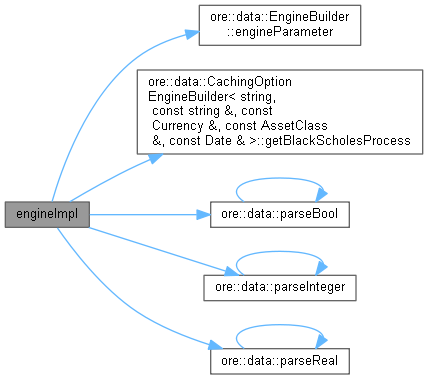 ore::data::EngineBuilder
::engineParameter
ore::data::CachingOption
EngineBuilder< string,
const string &, const
Currency &, const AssetClass
&, const Date & >::getBlackScholesProcess
engineImpl
ore::data::parseBool
ore::data::parseInteger
ore::data::parseReal